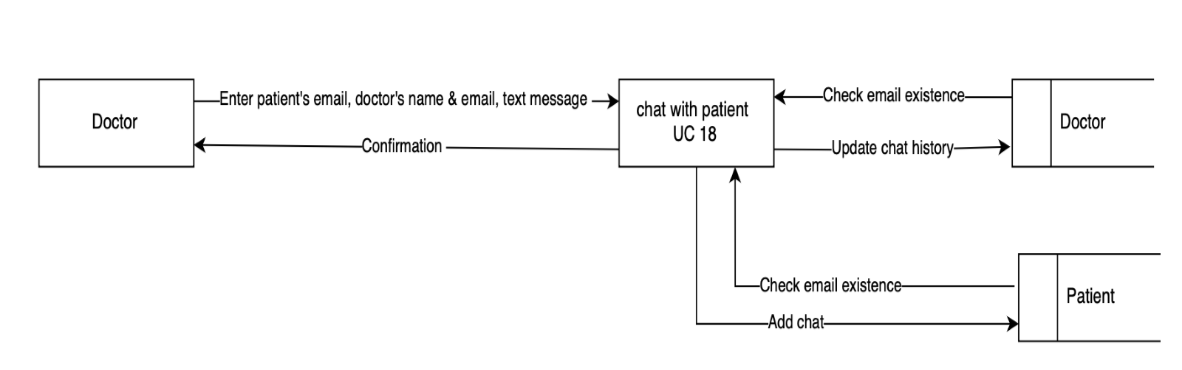 Doctor
Enter patient's email, doctor's name & email, text message
Confirmation
chat with patient
UC 18
Check email existence
Update chat history
Doctor
Check email existence
Add chat
Patient